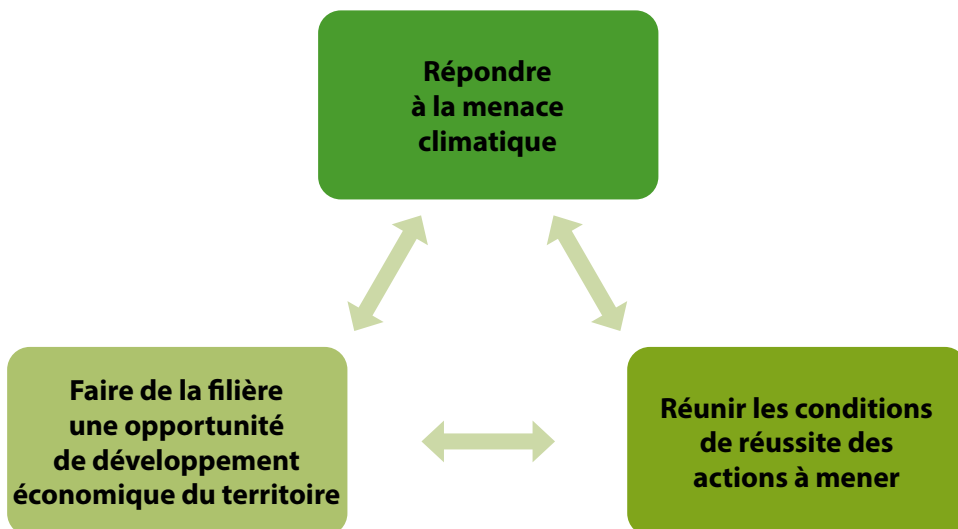 Répondre
à la menace
climatique
Faire de la filière
une opportunité
de développement
économique du territoire
Réunir les conditions
de réussite des
actions à mener